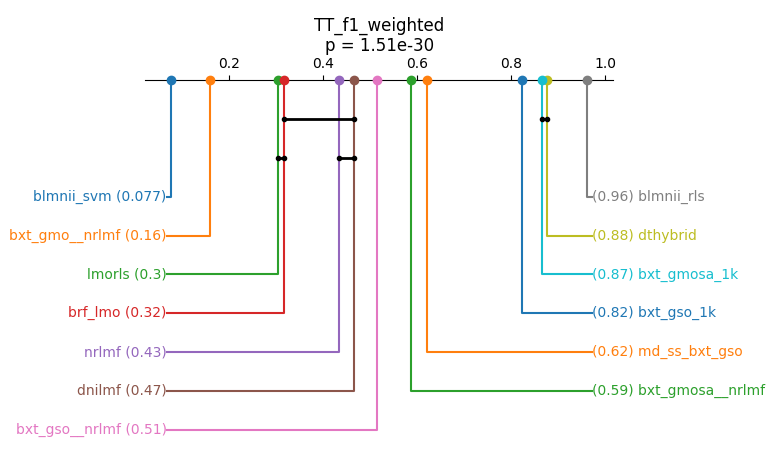 TT_f1_weighted
p = 1.51e-30
0.2 0.4 0.6 0.8 1.0
blmnii_svm (0.077) (0.96) blmnii_rls
bxt_gmo__nrlmf (0.16) (0.88) dthybrid
lmorls (0.3) (0.87) bxt_gmosa_1k
brf_lmo (0.32) (0.82) bxt_gso_1k
nrlmf (0.43) (0.62) md_ss_bxt_gso
dnilmf (0.47) (0.59) bxt_gmosa__nrlmf
bxt_gso__nrlmf (0.51)